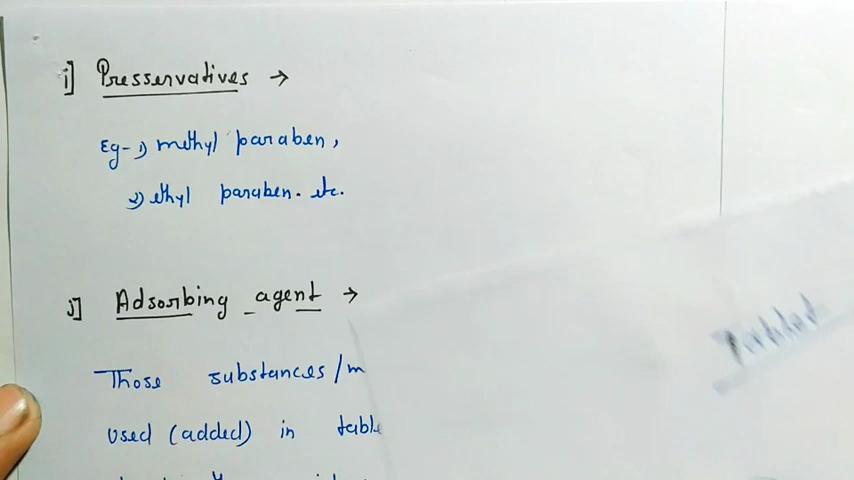 i] Presservatives →
Eg- 1) methyl paraben,
2) ethyl paraben. etc.
j] Adsorbing agent →
Those substances/m
used (added) in table